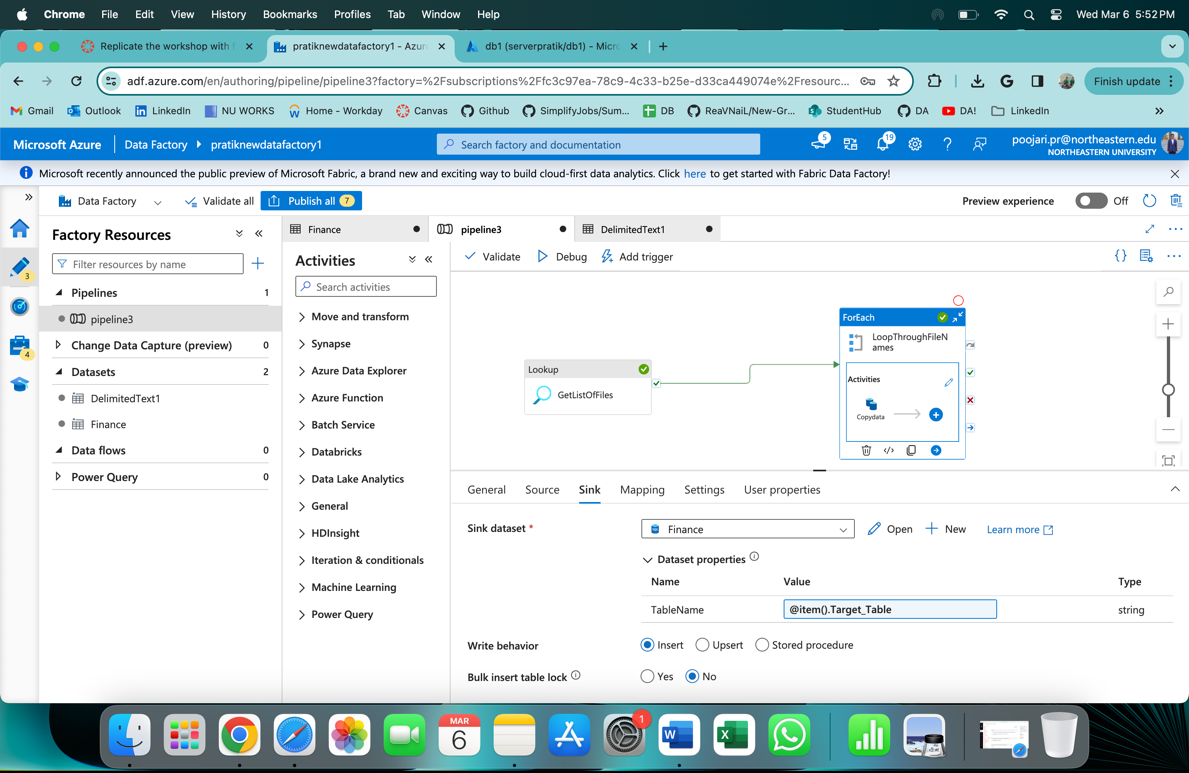 Chrome File Edit View History Bookmarks Profiles Tab Window Help Wed Mar 6 5:52 PM
Replicate the workshop with pratiknewdatafactory1 - Azur db1 (serverpratik/db1) - Micr
adf.azure.com/en/authoring/pipeline/pipeline3?factory=%2Fsubscriptions%2Ffc3c97ea-78c9-4c33-b25e-d33ca449074e%2Fresourc... Finish update
Gmail Outlook LinkedIn NU WORKS Home - Workday Canvas Github SimplifyJobs/Sum... DB ReaVNaiL/New-Gr... StudentHub DA DA! LinkedIn
Microsoft Azure Data Factory pratiknewdatafactory1 Search factory and documentation 5 19 poojari.pr@northeastern.edu
NORTHEASTERN UNIVERSITY
Microsoft recently announced the public preview of Microsoft Fabric, a brand new and exciting way to build cloud-first data analytics. Click here to get started with Fabric Data Factory!
Data Factory Validate all Publish all 7 Preview experience Off
3
4
Factory Resources
Filter resources by name
Pipelines 1
pipeline3
Change Data Capture (preview) 0
Datasets 2
DelimitedText1
Finance
Data flows 0
Power Query 0
Finance pipeline3 DelimitedText1
Activities
Search activities
Move and transform
Synapse
Azure Data Explorer
Azure Function
Batch Service
Databricks
Data Lake Analytics
General
HDInsight
Iteration & conditionals
Machine Learning
Power Query
Validate Debug Add trigger
Lookup
GetListOfFiles
ForEach
LoopThroughFileN
ames
Activities
Copydata
General Source Sink Mapping Settings User properties
Sink dataset * Finance Open New Learn more
Dataset properties
Name Value Type
TableName @item().Target_Table string
Write behavior Insert Upsert Stored procedure
Bulk insert table lock Yes No
MAR
6
1